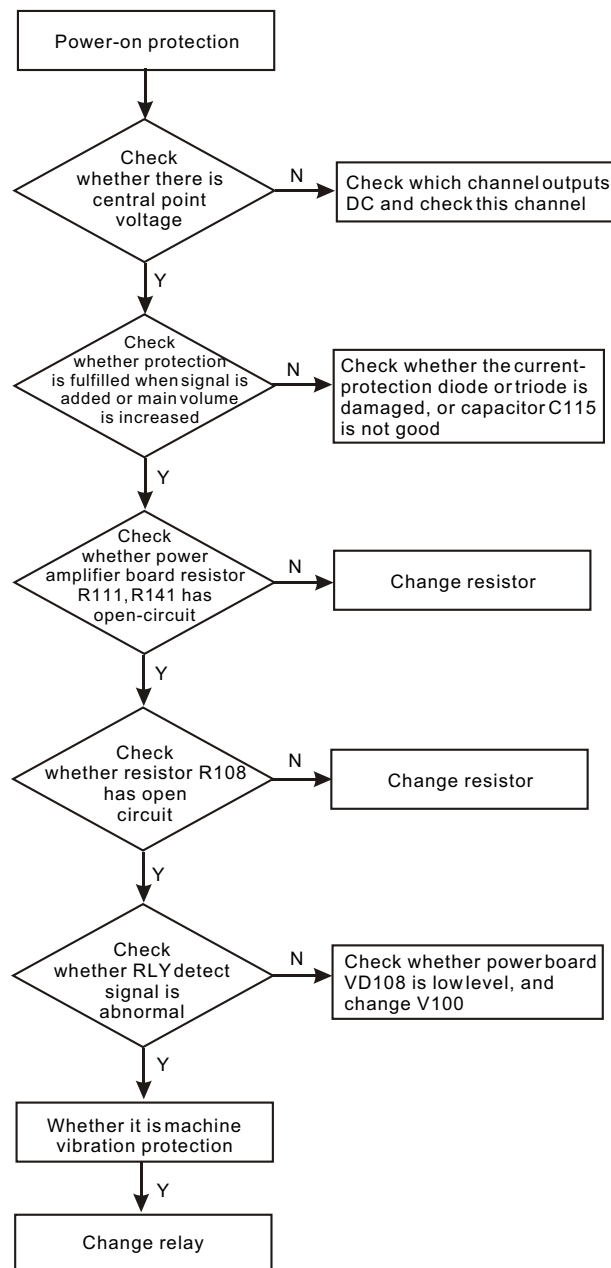 Power-on protection
Check
whether there is
central point
voltage
N
Check which channel outputs
DC and check this channel
Y
Check
whether protection
is fulfilled when signal is
added or main volume
is increased
N
Check whether the current-
protection diode or triode is
damaged, or capacitor C115
is not good
Y
Check
whether power
amplifier board resistor
R111, R141 has
open-circuit
N
Change resistor
Y
Check
whether resistor R108
has open
circuit
N
Change resistor
Y
Check
whether RLY detect
signal is
abnormal
N
Check whether power board
VD108 is low level, and
change V100
Y
Whether it is machine
vibration protection
Y
Change relay